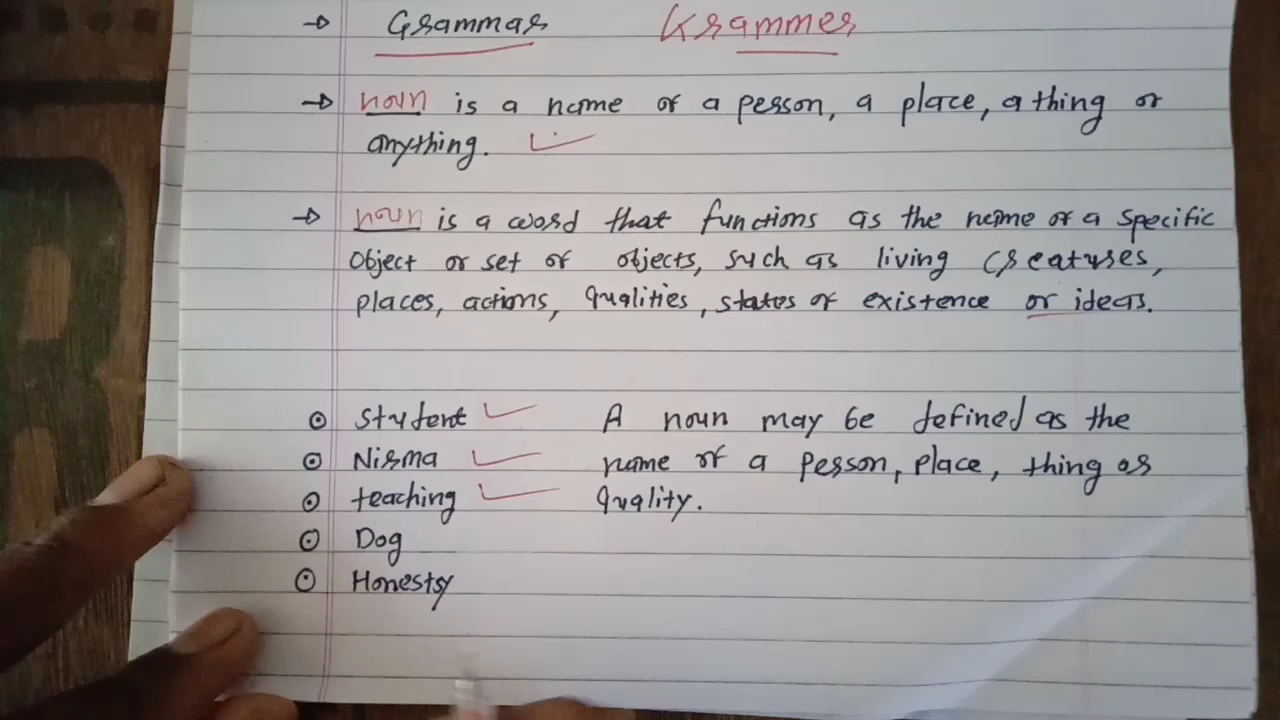 Grammar Krammer
noun is a name of a person, a place, a thing or
anything.
noun is a word that functions as the name of a specific
object or set of objects, such as living creatures,
places, actions, qualities, states of existence or ideas.
Student
Nirma
teaching
Dog
Honesty
A noun may be defined as the
name of a person, place, thing or
quality.